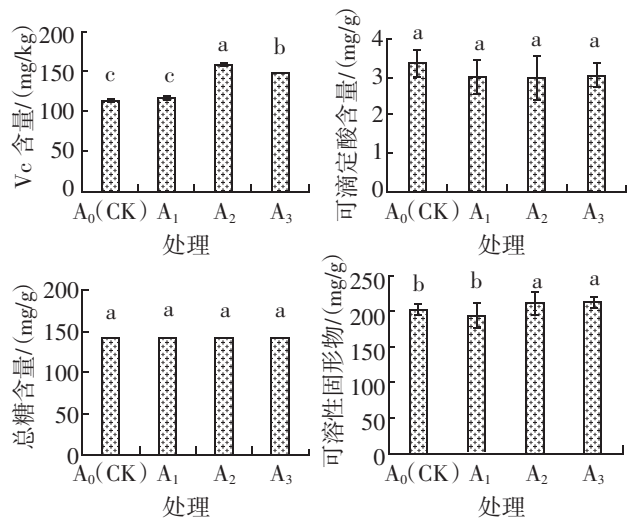 Vc 含量/(mg/kg)
200
150
100
50
0
c
c
a
b
A₀(CK) A₁ A₂ A₃
处理
可滴定酸含量/(mg/g)
4
3
2
1
0
a
a
a
a
A₀(CK) A₁ A₂ A₃
处理
总糖含量/(mg/g)
200
150
100
50
0
a
a
a
a
A₀(CK) A₁ A₂ A₃
处理
可溶性固形物/(mg/g)
250
200
150
100
50
0
b
b
a
a
A₀(CK) A₁ A₂ A₃
处理